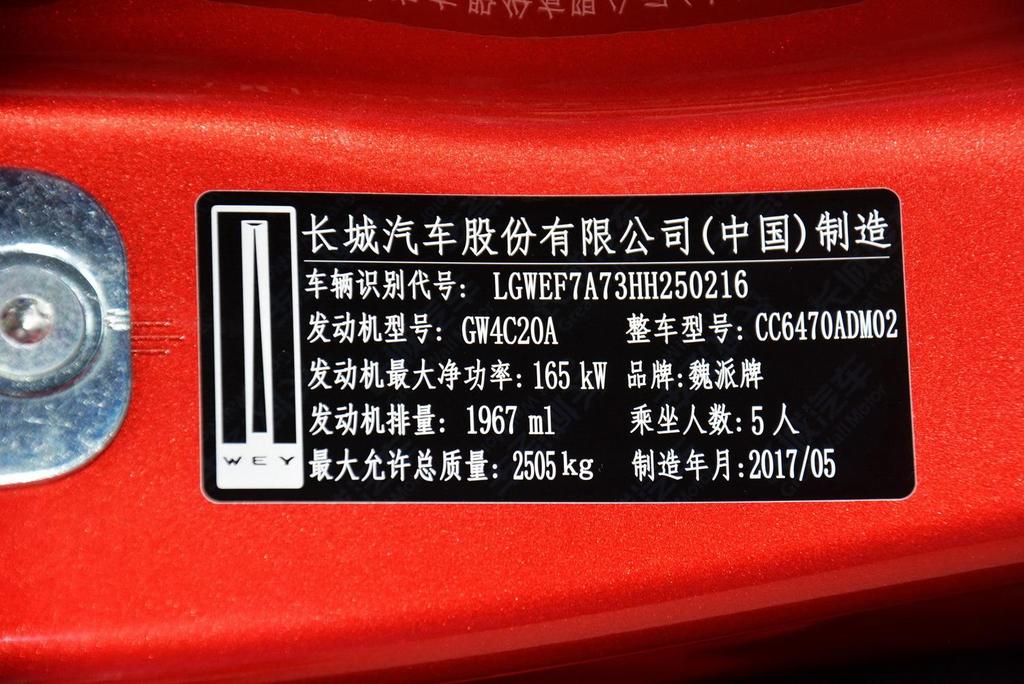 长城汽车股份有限公司(中国)制造
车辆识别代号: LGWEF7A73HH250216
发动机型号: GW4C20A 整车型号: CC6470ADM02
发动机最大净功率: 165 kW 品牌: 魏派牌
发动机排量: 1967 ml 乘坐人数: 5 人
最大允许总质量: 2505kg 制造年月: 2017/05
WEY